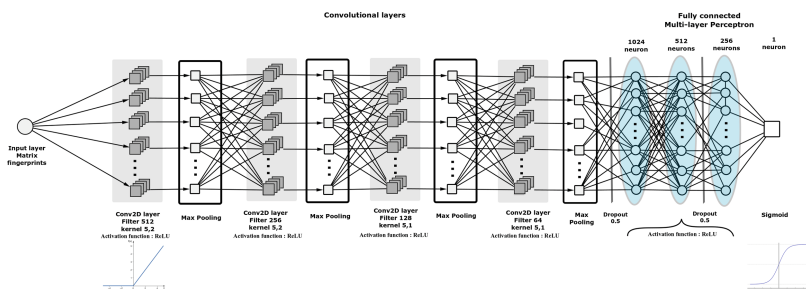 Convolutional layers
Fully connected
Multi-layer Perceptron
1024
neuron
512
neurons
256
neurons
1
neuron
Input layer
Matrix
fingerprints
Conv2D layer
Filter 512
kernel 5,2
Activation function : ReLU
Max Pooling
Conv2D layer
Filter 256
kernel 5,2
Activation function : ReLU
Max Pooling
Conv2D layer
Filter 128
kernel 5,1
Activation function : ReLU
Max Pooling
Conv2D layer
Filter 64
kernel 5,1
Activation function : ReLU
Max
Pooling
Dropout
0.5
Dropout
0.5
Activation function : ReLU
Sigmoid